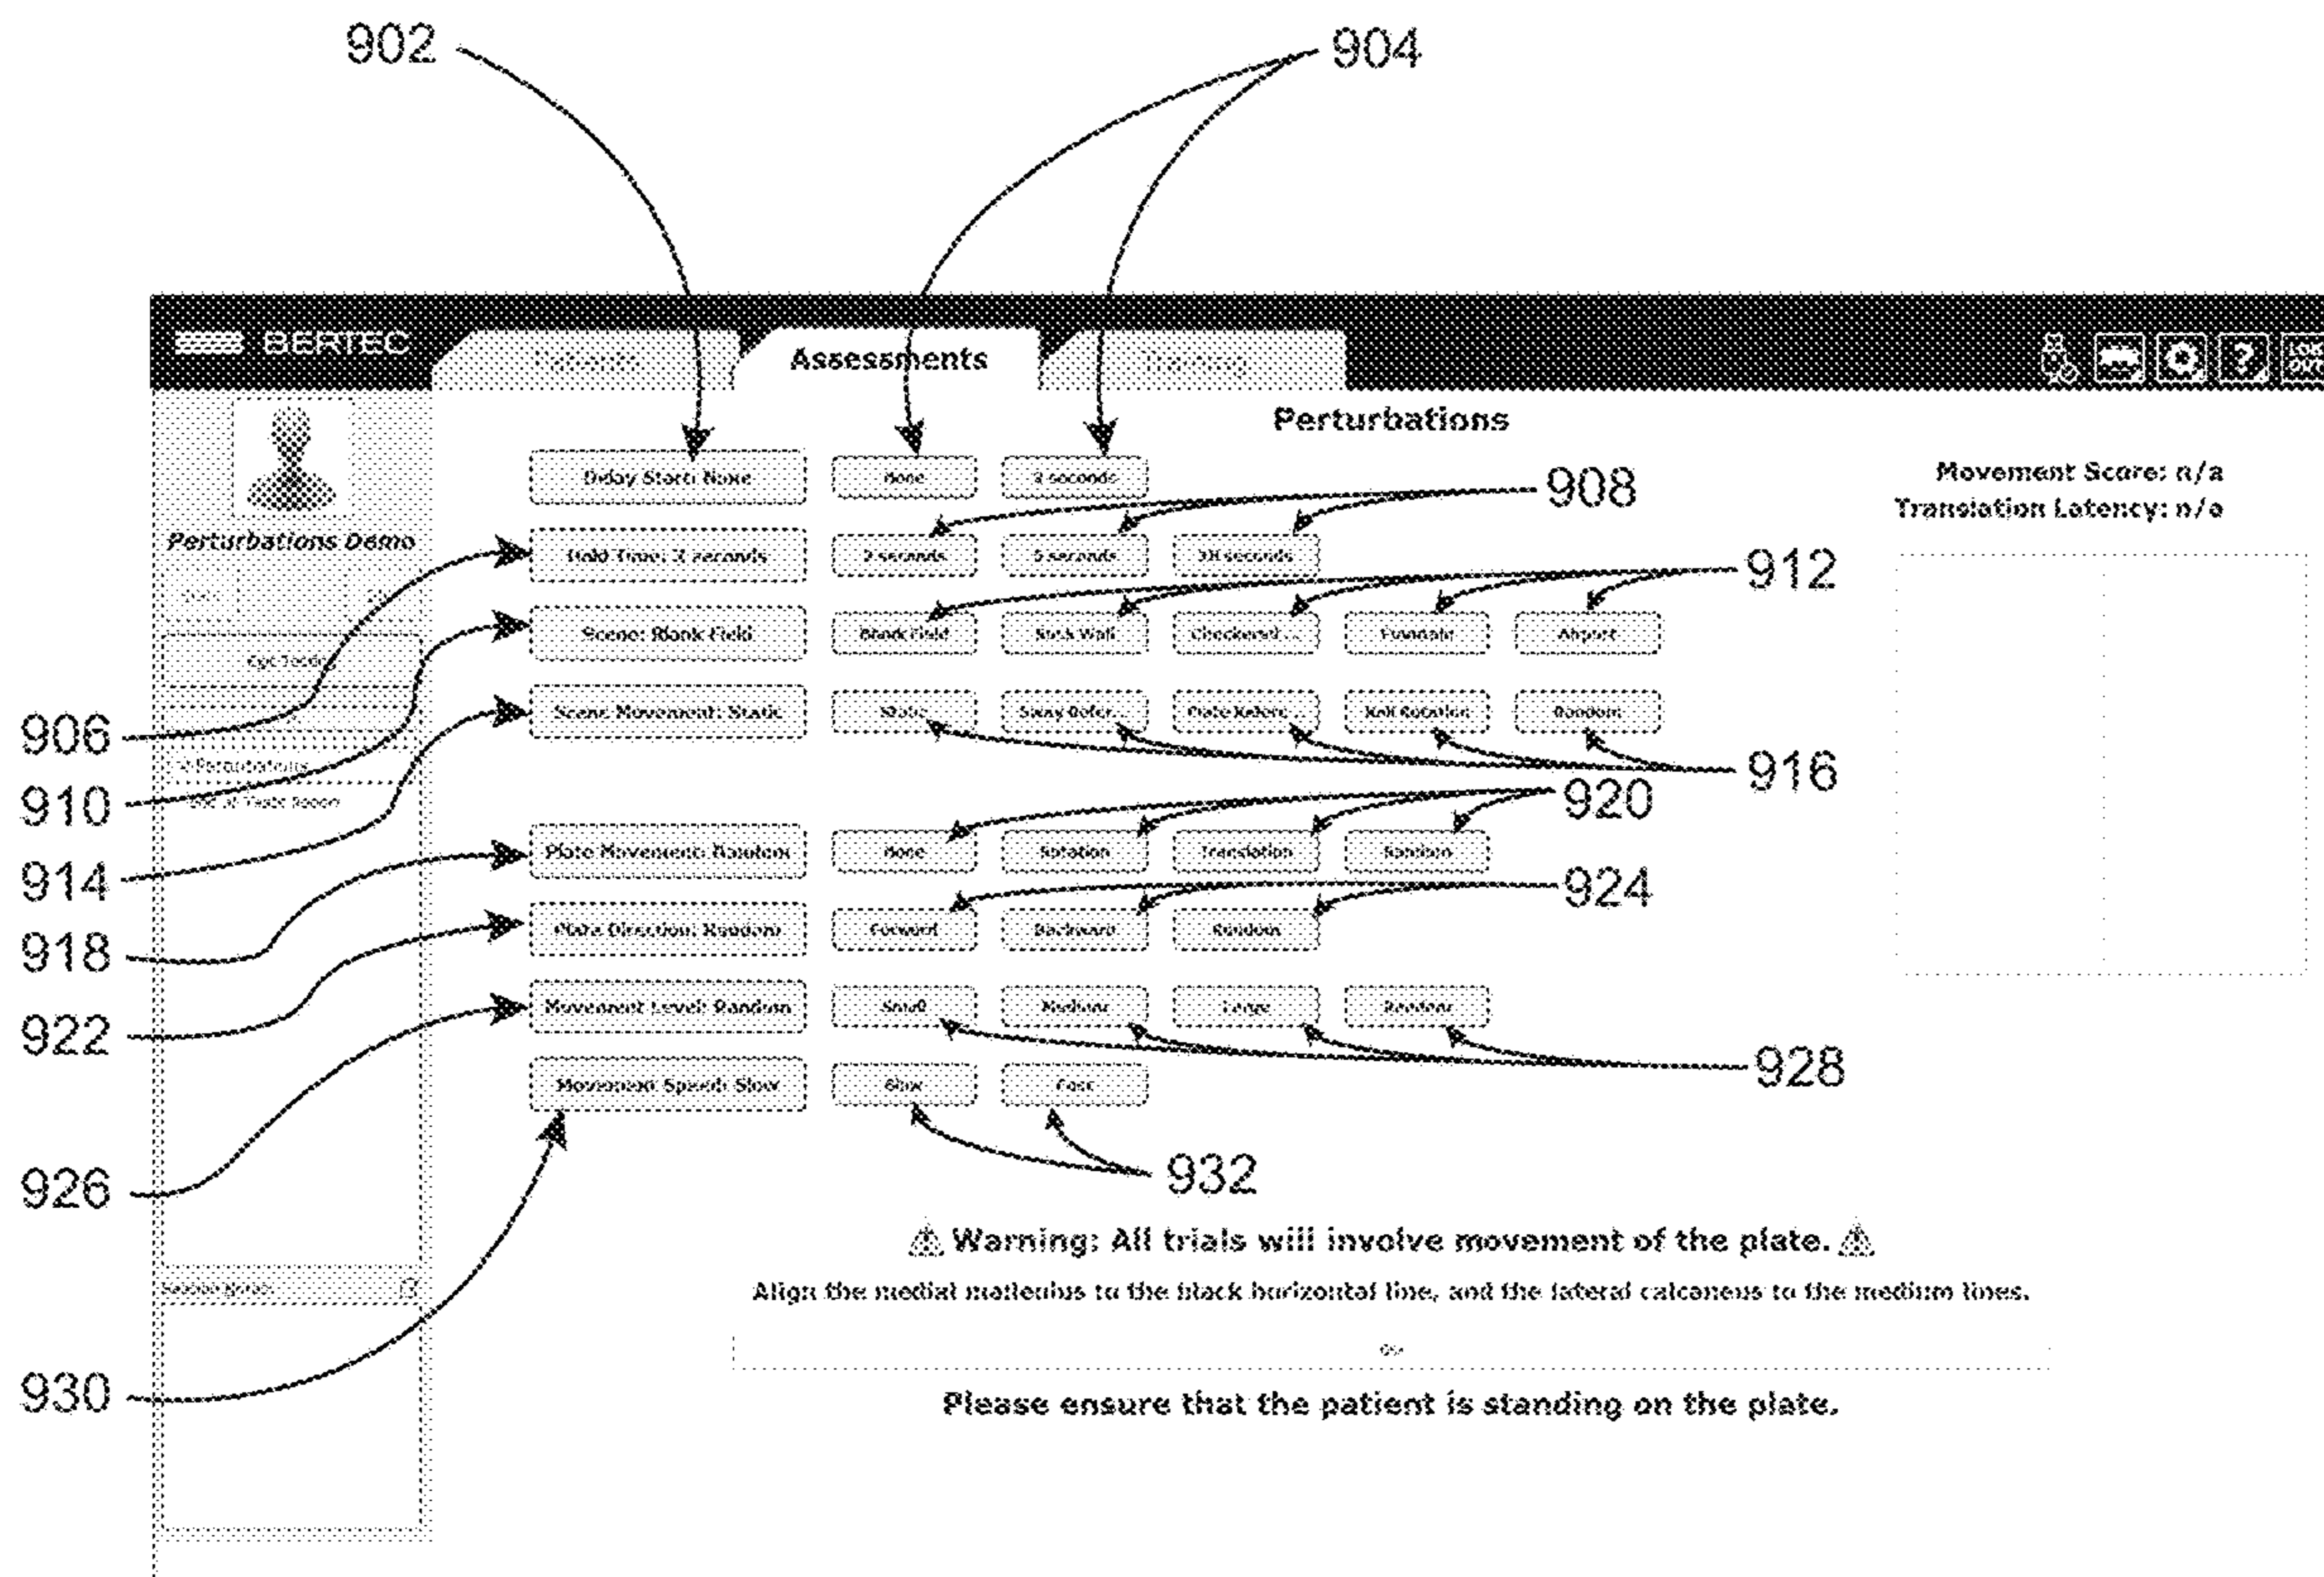 902
904
BERTEC
Assessments
Perturbations
Delay Start: None
None
3 seconds
908
Movement Score: n/a
Translation Latency: n/a
Perturbations Demo
Hold Time: 2 seconds
2 seconds
5 seconds
10 seconds
912
Scene: Blank Field
Blank Field
Rock Wall
Checkered ...
Airport
906
Scene Movement: Static
Static
Sway Refer...
Plate Refere...
Roll Rotation
Random
916
Perturbations
910
920
Plate Movement: Random
None
Rotation
Translation
Random
914
924
918
Plate Direction: Random
Forward
Backward
Random
922
Movement Level: Random
Small
Medium
Large
Random
928
Movement Speed: Slow
Slow
Fast
926
932
Warning: All trials will involve movement of the plate.
Session Notes
Align the medial malleolus to the black horizontal line, and the lateral calcaneus to the medium lines.
930
Please ensure that the patient is standing on the plate.